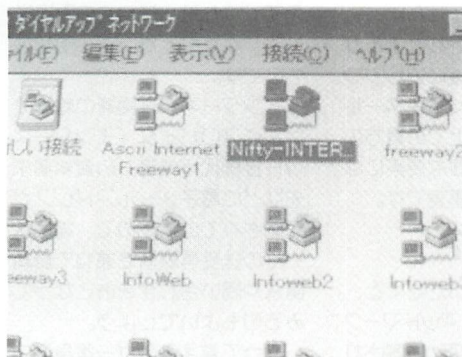 ダイヤルアップ ネットワーク
イル(F) 編集(E) 表示(V) 接続(C) ヘルプ(H)
しい接続 Ascii Internet Freeway1 Nifty-INTER... freeway2
eeway3 InfoWeb Infoweb2 Infoweb3